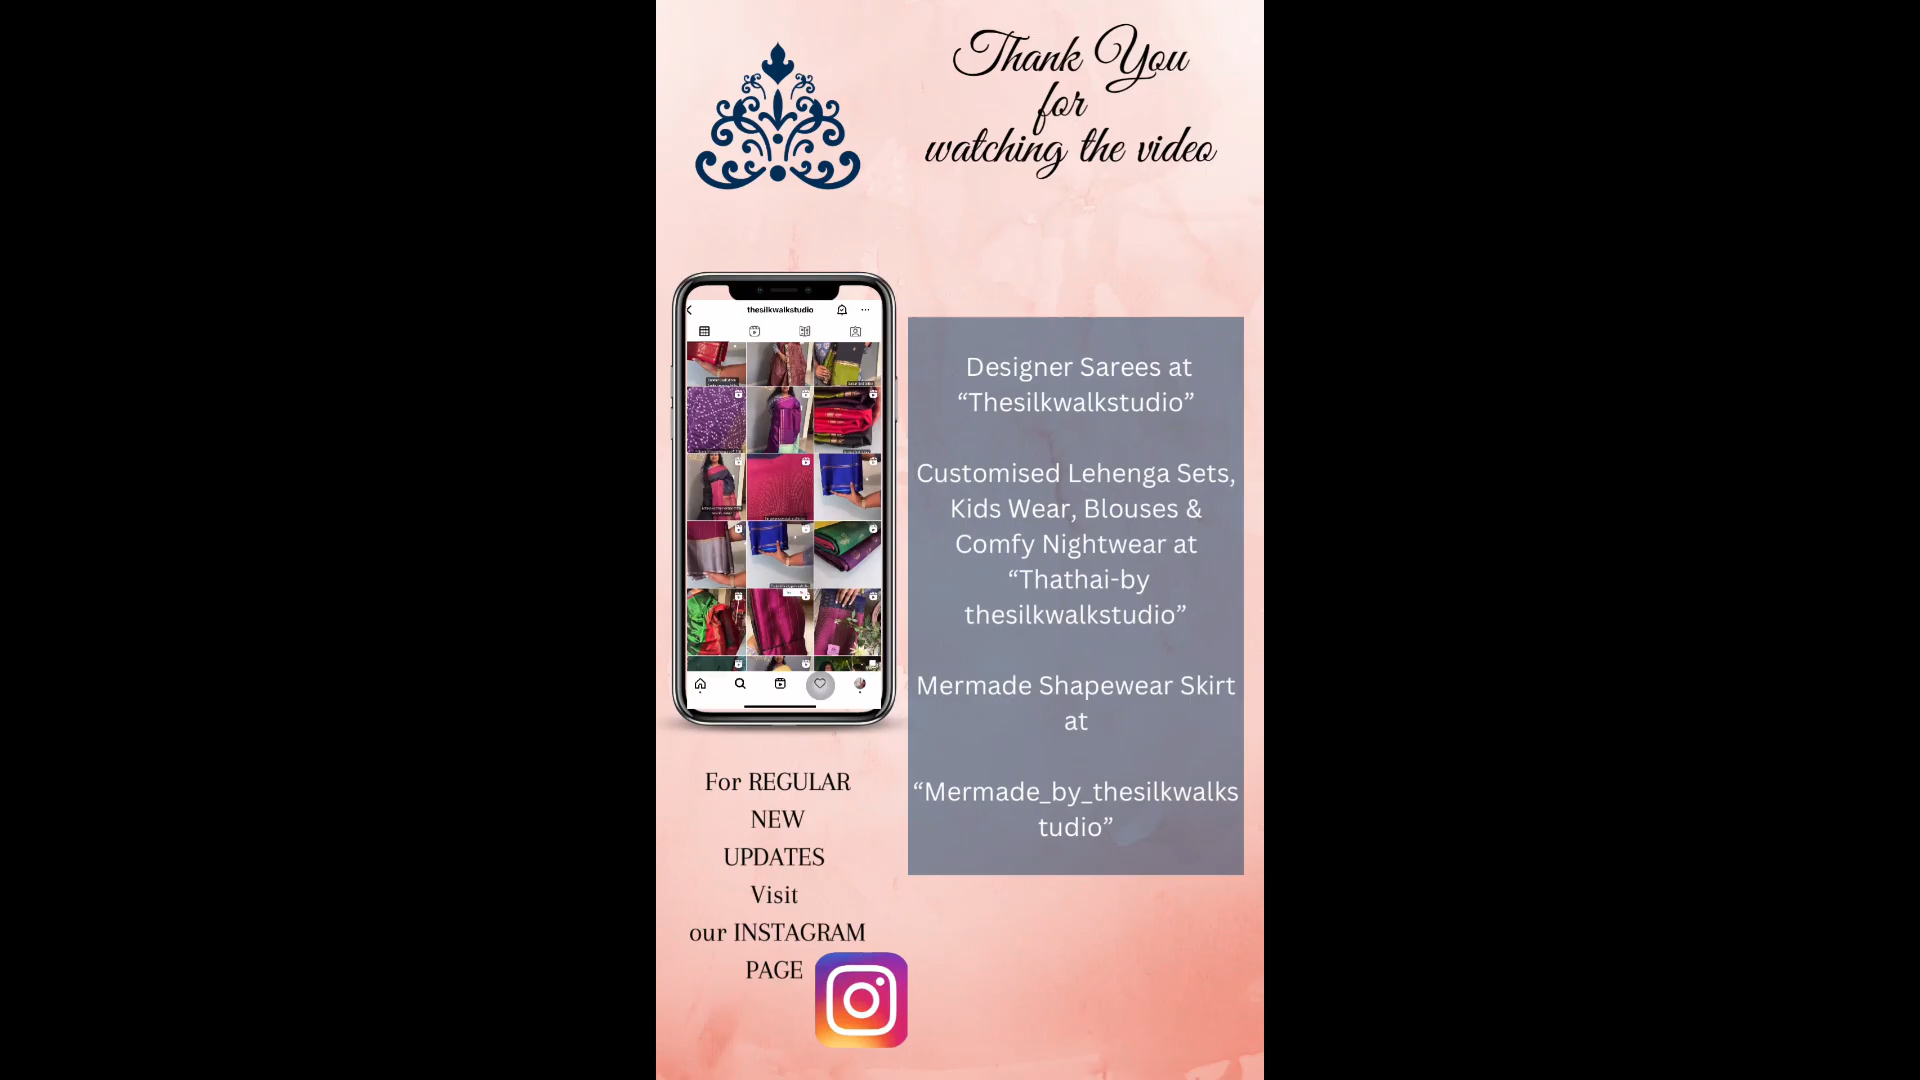 Thank You
for
watching the video
thesilkwalkstudio
Designer Sarees at
“Thesilkwalkstudio”
Customised Lehenga Sets,
Kids Wear, Blouses &
Comfy Nightwear at
“Thathai-by
thesilkwalkstudio”
Mermade Shapewear Skirt
at
“Mermade_by_thesilkwalks
tudio”
For REGULAR
NEW
UPDATES
Visit
our INSTAGRAM
PAGE